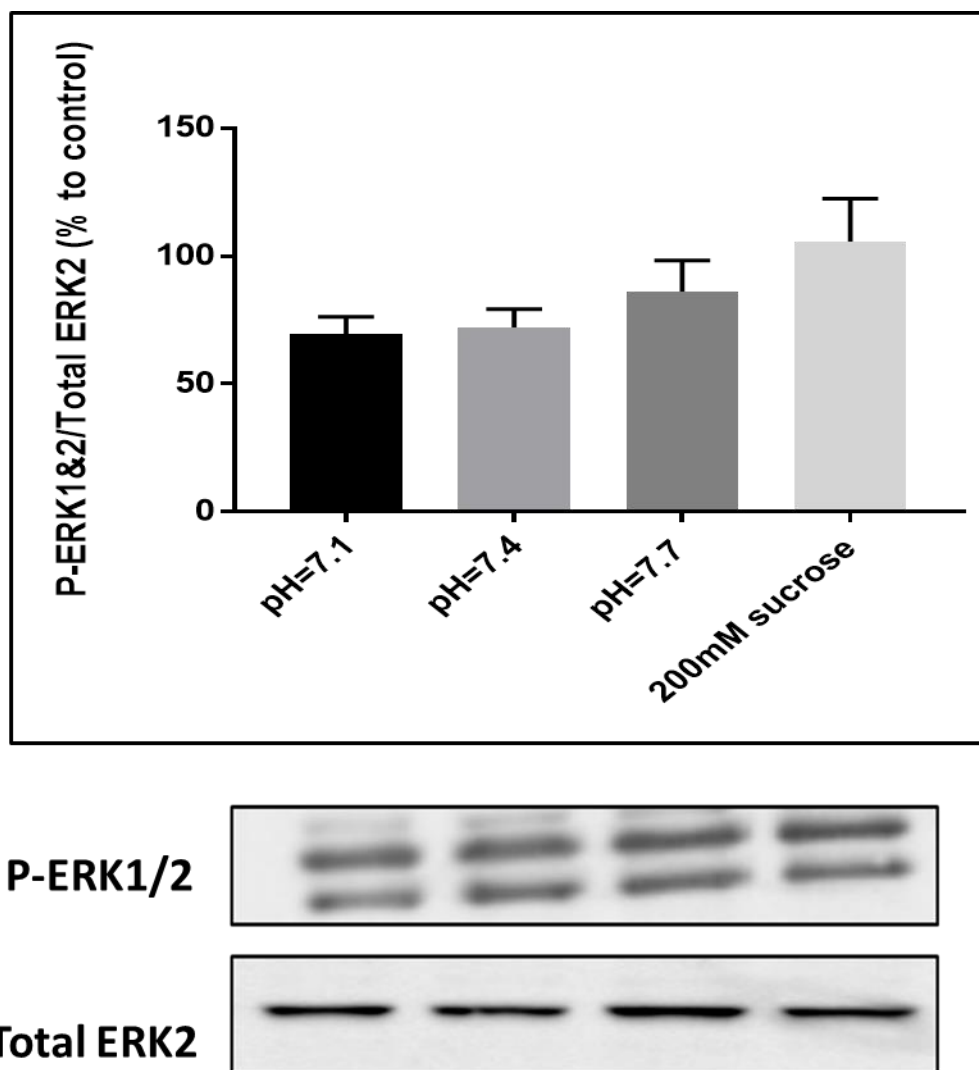 P-ERK1&2/Total ERK2 (% to control)
150
100
50
0
pH=7.1
pH=7.4
pH=7.7
200mM sucrose
P-ERK1/2
Total ERK2